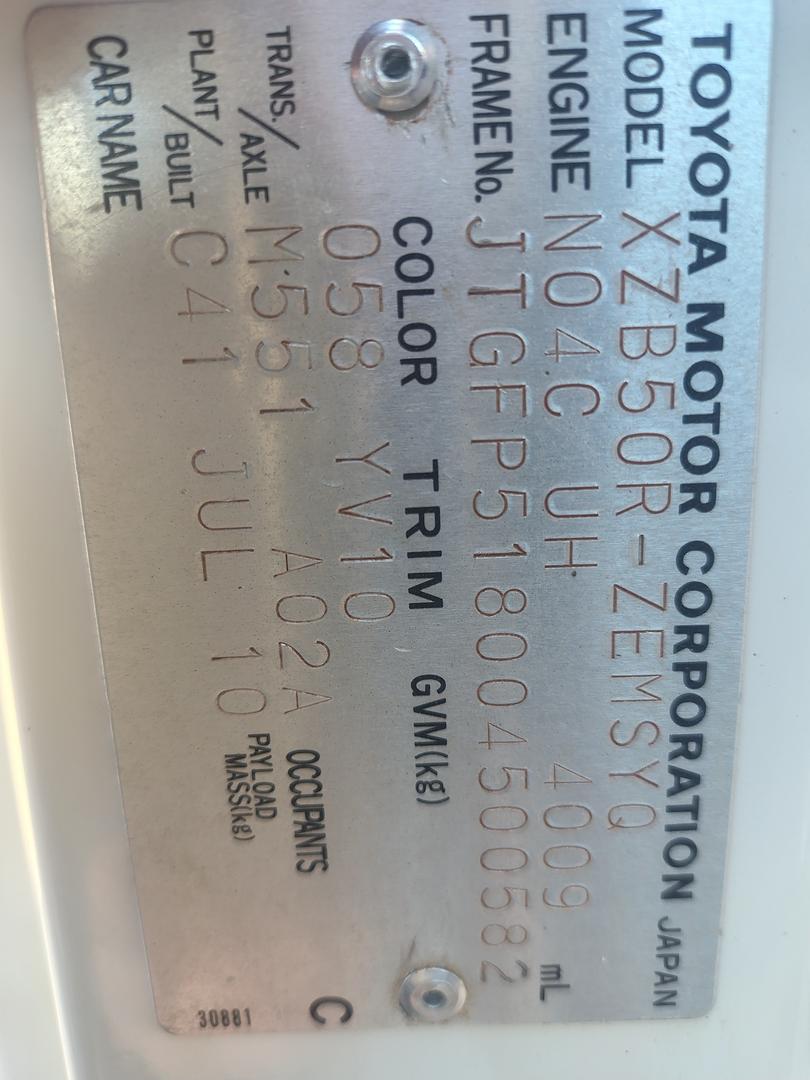 TOYOTA MOTOR CORPORATION JAPAN
MODEL XZB50R-ZEMSYQ
ENGINE N04C UH 4009 mL
FRAME No. JTGFP518004500582
COLOR TRIM GVM(kg)
058 YV10
TRANS./AXLE M551 A02A OCCUPANTS C
PLANT/BUILT C41 JUL 10 PAYLOAD MASS(kg)
CAR NAME 30881